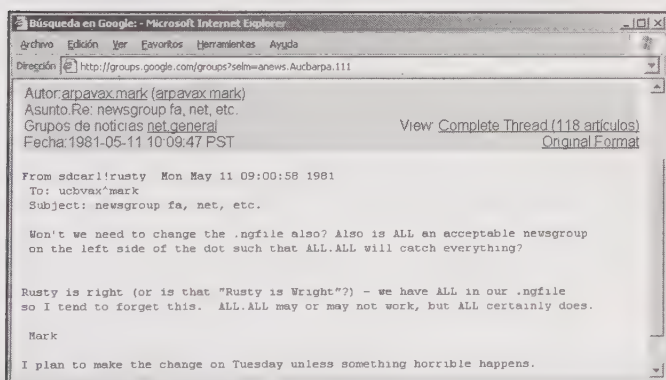 Búsqueda en Google: - Microsoft Internet Explorer
Archivo Edición Ver Favoritos Herramientas Ayuda
Dirección http://groups.google.com/groups?selm=anews.Aucbarpa.111
Autor:arpavax.mark (arpavax mark)
Asunto.Re: newsgroup fa, net, etc.
Grupos de noticias net.general View: Complete Thread (118 artículos)
Fecha:1981-05-11 10:09:47 PST Original Format
From sdcarl!rusty Mon May 11 09:00:58 1981
To: ucbvax^mark
Subject: newsgroup fa, net, etc.
Won't we need to change the .ngfile also? Also is ALL an acceptable newsgroup
on the left side of the dot such that ALL.ALL will catch everything?
Rusty is right (or is that "Rusty is Wright"?) - we have ALL in our .ngfile
so I tend to forget this. ALL.ALL may or may not work, but ALL certainly does.
Mark
I plan to make the change on Tuesday unless something horrible happens.